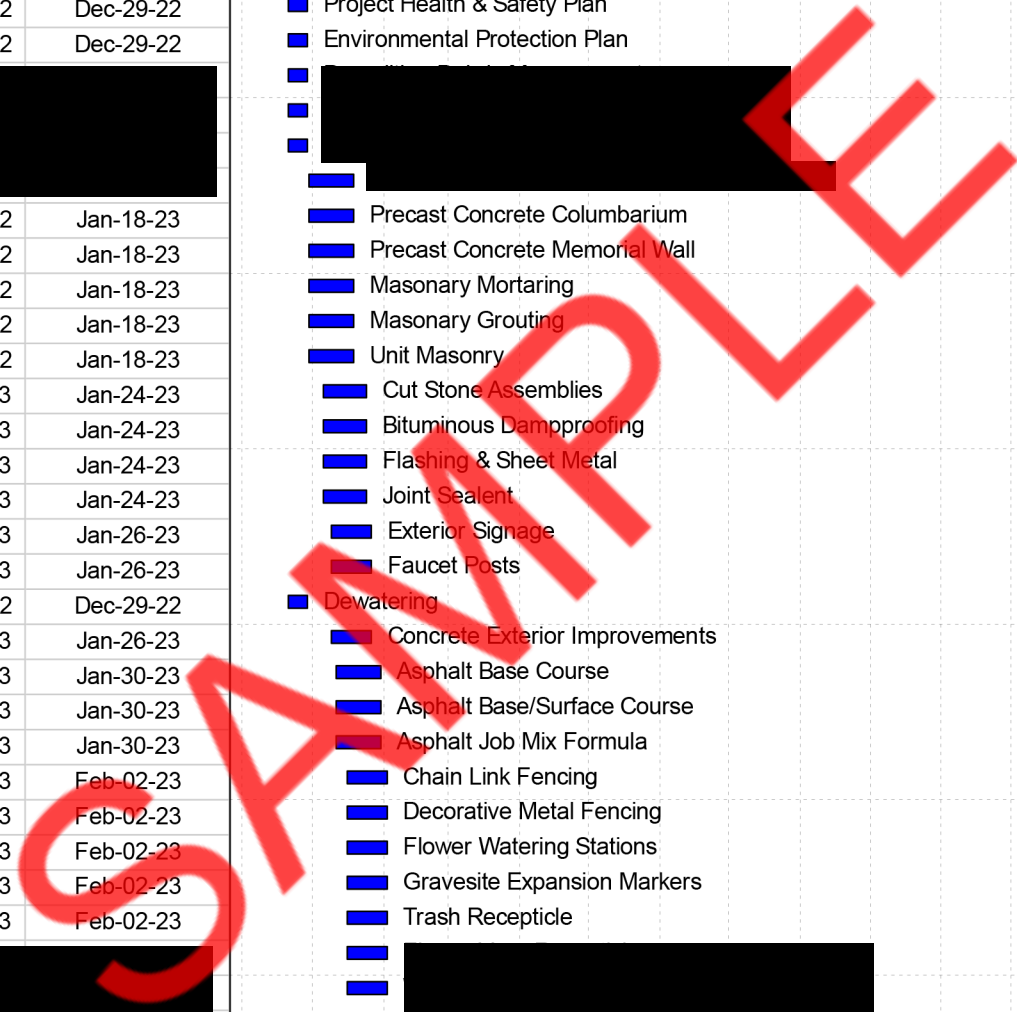 2 Dec-29-22 Project Health & Safety Plan
2 Dec-29-22 Environmental Protection Plan
2 Jan-18-23 Precast Concrete Columbarium
2 Jan-18-23 Precast Concrete Memorial Wall
2 Jan-18-23 Masonary Mortaring
2 Jan-18-23 Masonary Grouting
2 Jan-18-23 Unit Masonry
3 Jan-24-23 Cut Stone Assemblies
3 Jan-24-23 Bituminous Dampproofing
3 Jan-24-23 Flashing & Sheet Metal
3 Jan-24-23 Joint Sealent
3 Jan-26-23 Exterior Signage
3 Jan-26-23 Faucet Posts
2 Dec-29-22 Dewatering
3 Jan-26-23 Concrete Exterior Improvements
3 Jan-30-23 Asphalt Base Course
3 Jan-30-23 Asphalt Base/Surface Course
3 Jan-30-23 Asphalt Job Mix Formula
3 Feb-02-23 Chain Link Fencing
3 Feb-02-23 Decorative Metal Fencing
3 Feb-02-23 Flower Watering Stations
3 Feb-02-23 Gravesite Expansion Markers
3 Feb-02-23 Trash Recepticle
SAMPLE